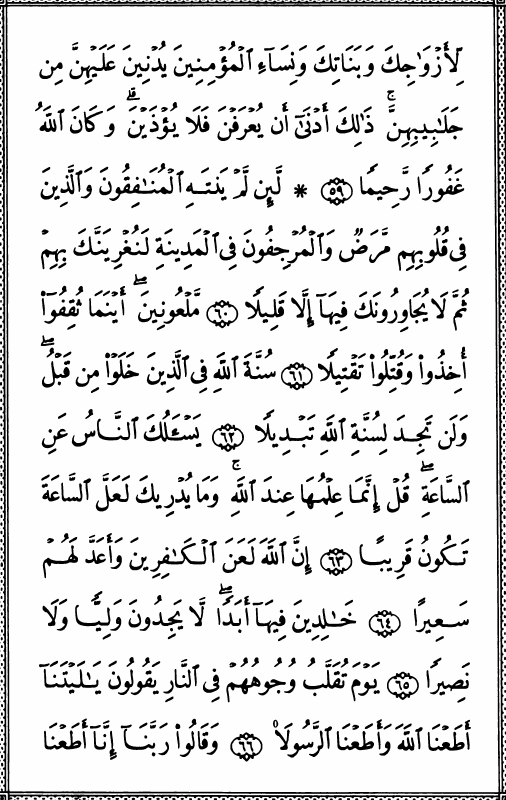 لِّأَزْوَٰجِكَ وَبَنَاتِكَ وَنِسَآءِ ٱلْمُؤْمِنِينَ يُدْنِينَ عَلَيْهِنَّ مِن
جَلَٰبِيبِهِنَّ ۚ ذَٰلِكَ أَدْنَىٰٓ أَن يُعْرَفْنَ فَلَا يُؤْذَيْنَ ۗ وَكَانَ ٱللَّهُ
غَفُورًا رَّحِيمًا ٥٩ * لَّئِن لَّمْ يَنتَهِ ٱلْمُنَٰفِقُونَ وَٱلَّذِينَ
فِى قُلُوبِهِم مَّرَضٌ وَٱلْمُرْجِفُونَ فِى ٱلْمَدِينَةِ لَنُغْرِيَنَّكَ بِهِمْ
ثُمَّ لَا يُجَاوِرُونَكَ فِيهَآ إِلَّا قَلِيلًا ٦٠ مَّلْعُونِينَ ۖ أَيْنَمَا ثُقِفُوٓا۟
أُخِذُوا۟ وَقُتِّلُوا۟ تَقْتِيلًا ٦١ سُنَّةَ ٱللَّهِ فِى ٱلَّذِينَ خَلَوْا۟ مِن قَبْلُ ۖ
وَلَن تَجِدَ لِسُنَّةِ ٱللَّهِ تَبْدِيلًا ٦٢ يَسْـَٔلُكَ ٱلنَّاسُ عَنِ
ٱلسَّاعَةِ ۖ قُلْ إِنَّمَا عِلْمُهَا عِندَ ٱللَّهِ ۚ وَمَا يُدْرِيكَ لَعَلَّ ٱلسَّاعَةَ
تَكُونُ قَرِيبًا ٦٣ إِنَّ ٱللَّهَ لَعَنَ ٱلْكَٰفِرِينَ وَأَعَدَّ لَهُمْ
سَعِيرًا ٦٤ خَٰلِدِينَ فِيهَآ أَبَدًا ۖ لَّا يَجِدُونَ وَلِيًّا وَلَا
نَصِيرًا ٦٥ يَوْمَ تُقَلَّبُ وُجُوهُهُمْ فِى ٱلنَّارِ يَقُولُونَ يَٰلَيْتَنَآ
أَطَعْنَا ٱللَّهَ وَأَطَعْنَا ٱلرَّسُولَا۠ ٦٦ وَقَالُوا۟ رَبَّنَآ إِنَّآ أَطَعْنَا